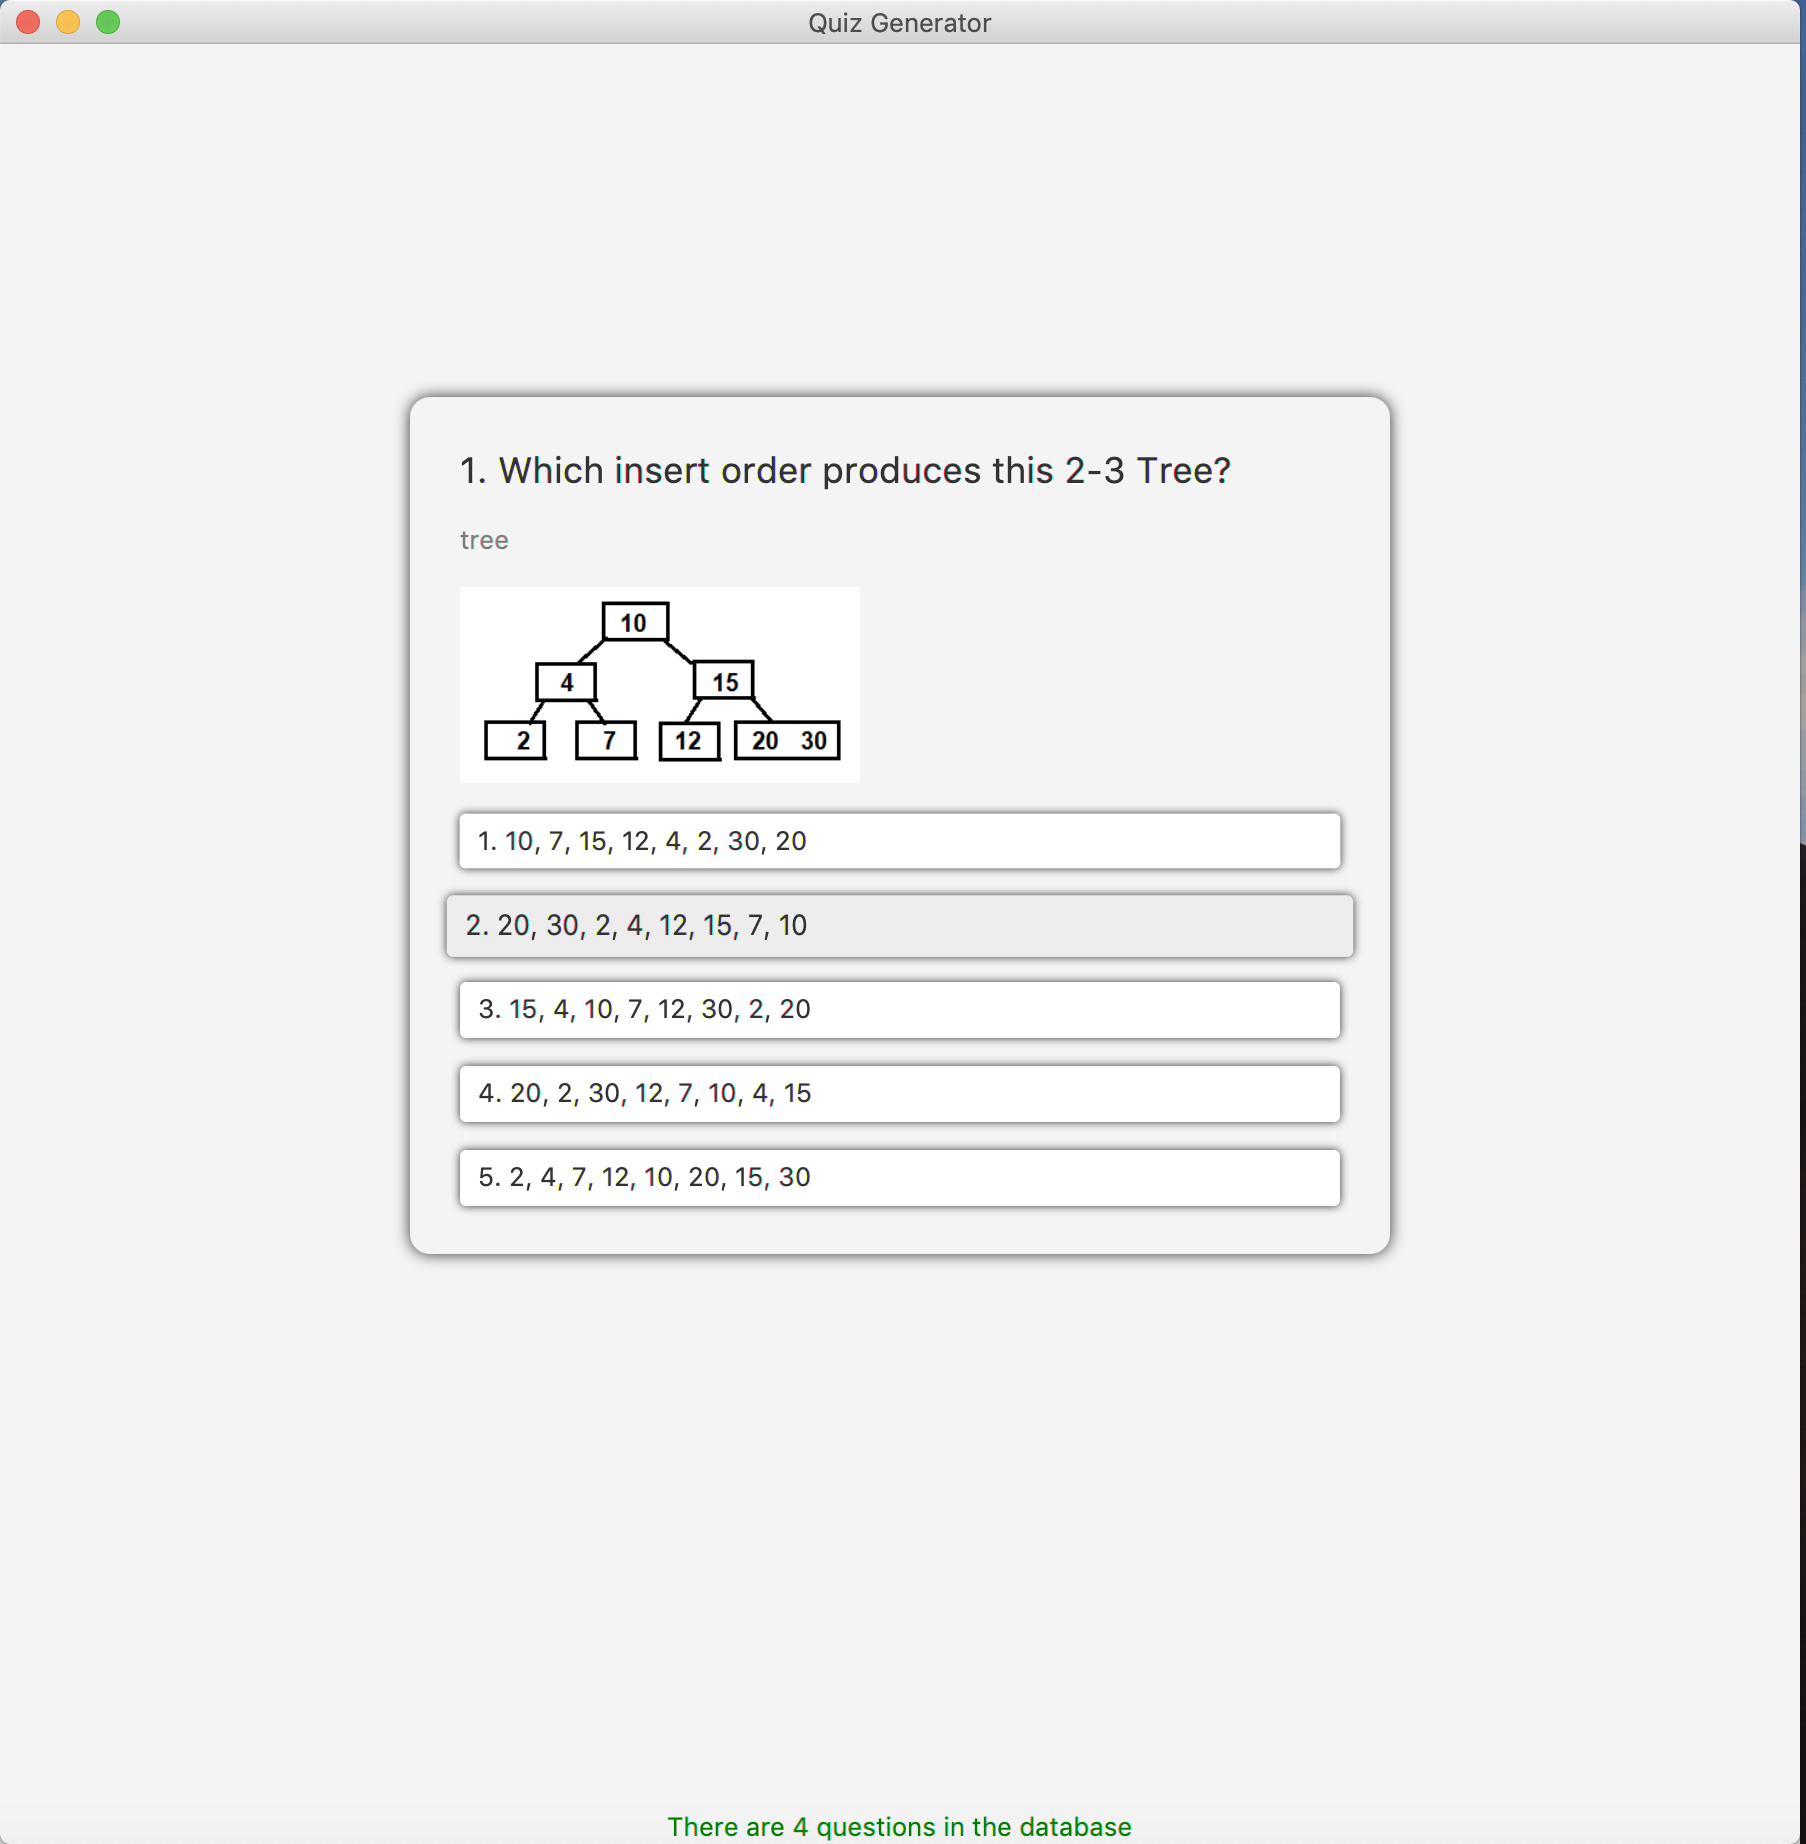 Quiz Generator
1. Which insert order produces this 2-3 Tree?
tree
10
4 15
2 7 12 20 30
1. 10, 7, 15, 12, 4, 2, 30, 20
2. 20, 30, 2, 4, 12, 15, 7, 10
3. 15, 4, 10, 7, 12, 30, 2, 20
4. 20, 2, 30, 12, 7, 10, 4, 15
5. 2, 4, 7, 12, 10, 20, 15, 30
There are 4 questions in the database